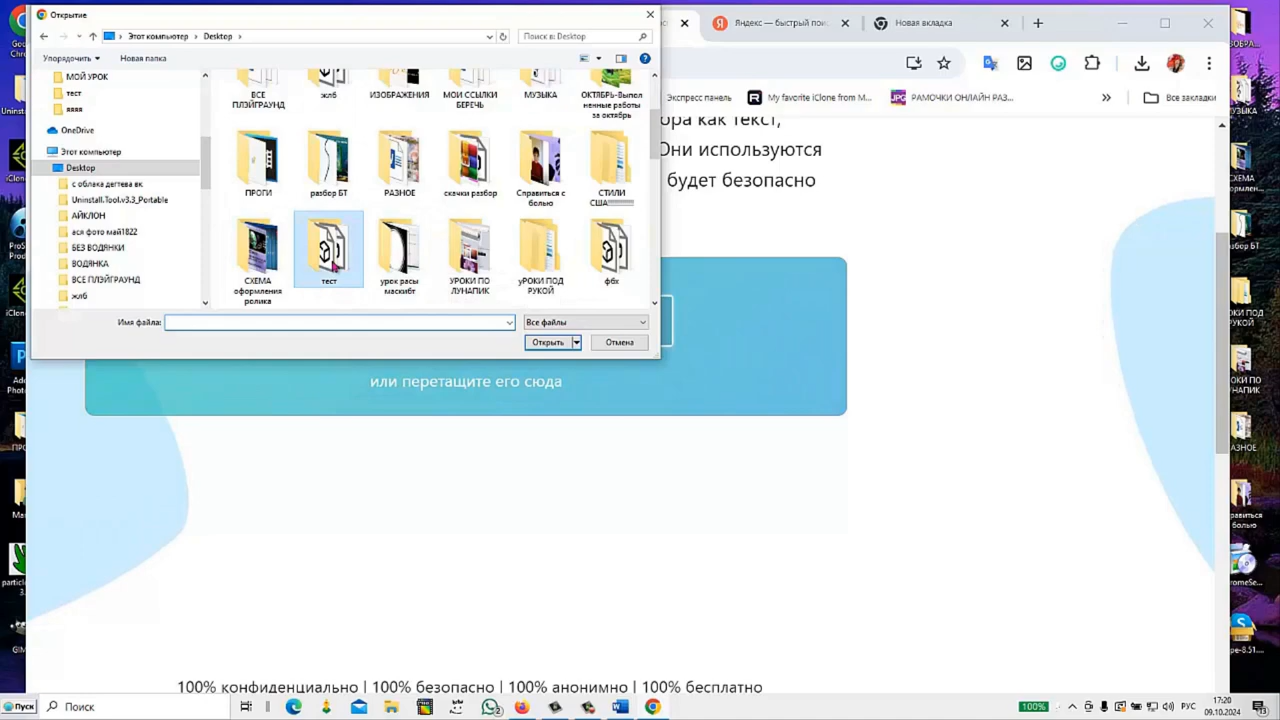 Открытие
Яндекс — быстрый пои
Новая вкладка
Этот компьютер
Desktop
Поиск в: Desktop
Упорядочить
Новая папка
МОЙ УРОК
тест
яяяя
OneDrive
Этот компьютер
Desktop
с облака дегтева вк
Uninstall.Tool.v3.3_Portable
АЙКЛОН
ася фото май1822
БЕЗ ВОДЯНКИ
ВОДЯНКА
ВСЕ ПЛЭЙГРАУНД
жлб
ВСЕ
ПЛЭЙГРАУНД
жлб
ИЗОБРАЖЕНИЯ
МОИ ССЫЛКИ
БЕРЕЧЬ
МУЗЫКА
ОКТЯБРЬ-Выпол
ненные работы
за октябрь
ПРОГИ
разбор БТ
РАЗНОЕ
скачки разбор
Справиться с
болью
СТИЛИ
США
СХЕМА
оформления
ролика
тест
урок расы
маскибт
УРОКИ ПО
ЛУНАПИК
уРОКИ ПОД
РУКОЙ
фбх
Имя файла:
Все файлы
Открыть
Отмена
Экспресс панель
My favorite iClone from M...
РАМОЧКИ ОНЛАЙН РАЗ...
Все закладки
ора как текст,
Они используются
будет безопасно
или перетащите его сюда
100% конфиденциально | 100% безопасно | 100% анонимно | 100% бесплатно
Пуск
Поиск
100%
РУС
17:20
09.10.2024